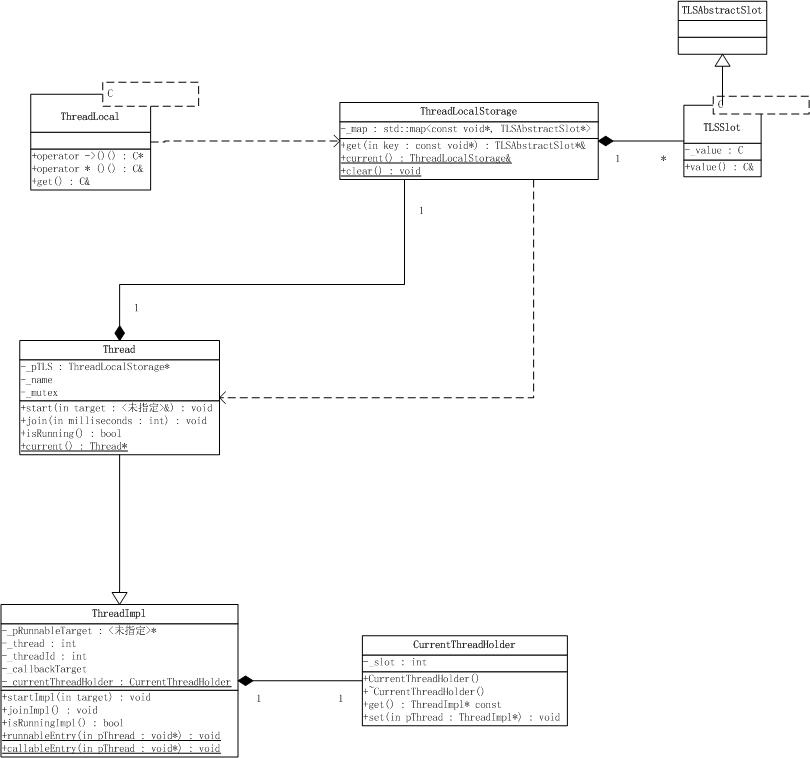 TLSAbstractSlot
C
ThreadLocal
+operator ->()() : C*
+operator * ()() : C&
+get() : C&
ThreadLocalStorage
-_map : std::map<const void*, TLSAbstractSlot*>
+get(in key : const void*) : TLSAbstractSlot*&
+current() : ThreadLocalStorage&
+clear() : void
1
*
C
TLSSlot
-_value : C
+value() : C&
1
1
Thread
-_pTLS : ThreadLocalStorage*
-_name
-_mutex
+start(in target : <未指定>&) : void
+join(in milliseconds : int) : void
+isRunning() : bool
+current() : Thread*
ThreadImpl
-_pRunnableTarget : <未指定>*
-_thread : int
-_threadId : int
-_callbackTarget
-_currentThreadHolder : CurrentThreadHolder
+startImpl(in target) : void
+joinImpl() : void
+isRunningImpl() : bool
+runnableEntry(in pThread : void*) : void
+callableEntry(in pThread : void*) : void
1
1
CurrentThreadHolder
-_slot : int
+CurrentThreadHolder()
+~CurrentThreadHolder()
+get() : ThreadImpl* const
+set(in pThread : ThreadImpl*) : void